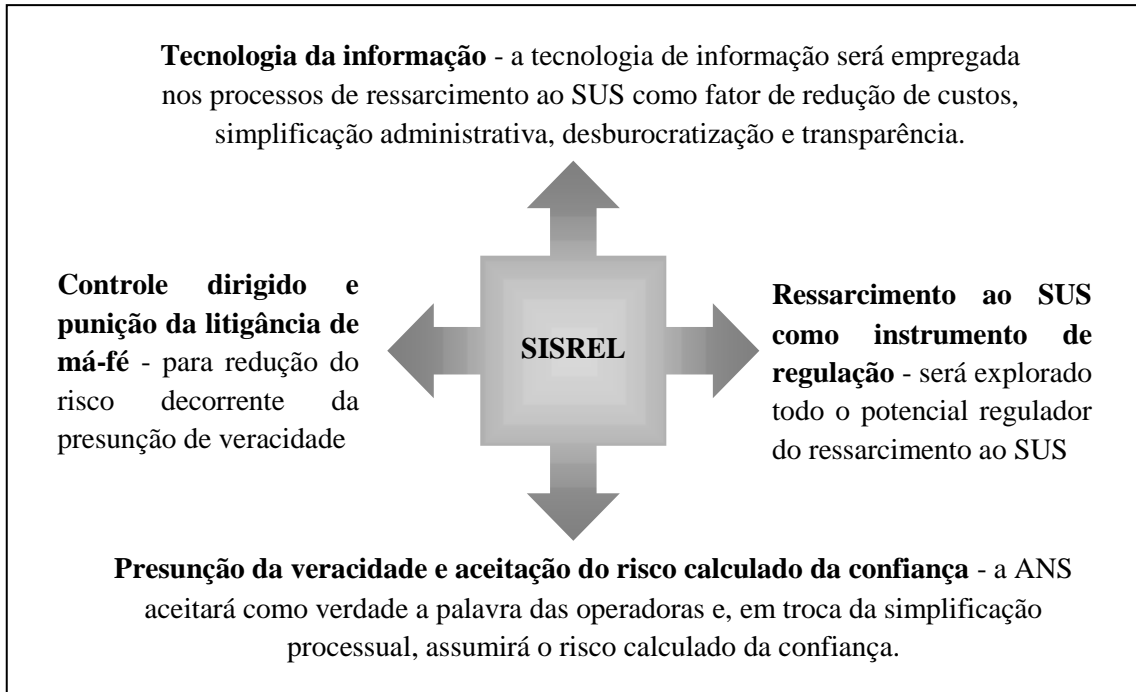 Tecnologia da informação - a tecnologia de informação será empregada
nos processos de ressarcimento ao SUS como fator de redução de custos,
simplificação administrativa, desburocratização e transparência.
Controle dirigido e
punição da litigância de
má-fé - para redução do
risco decorrente da
presunção de veracidade
SISREL
Ressarcimento ao SUS
como instrumento de
regulação - será explorado
todo o potencial regulador
do ressarcimento ao SUS
Presunção da veracidade e aceitação do risco calculado da confiança - a ANS
aceitará como verdade a palavra das operadoras e, em troca da simplificação
processual, assumirá o risco calculado da confiança.